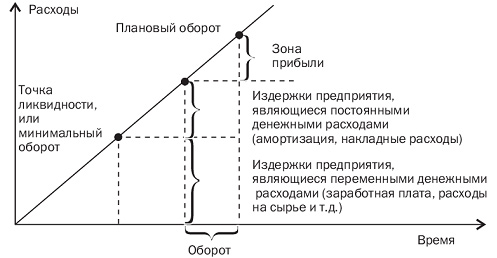 Расходы
Плановый оборот
Зона
прибыли
Точка
ликвидности,
или
минимальный
оборот
Издержки предприятия,
являющиеся постоянными
денежными расходами
(амортизация, накладные расходы)
Издержки предприятия,
являющиеся переменными денежными
расходами (заработная плата, расходы
на сырье и т.д.)
Время
Оборот